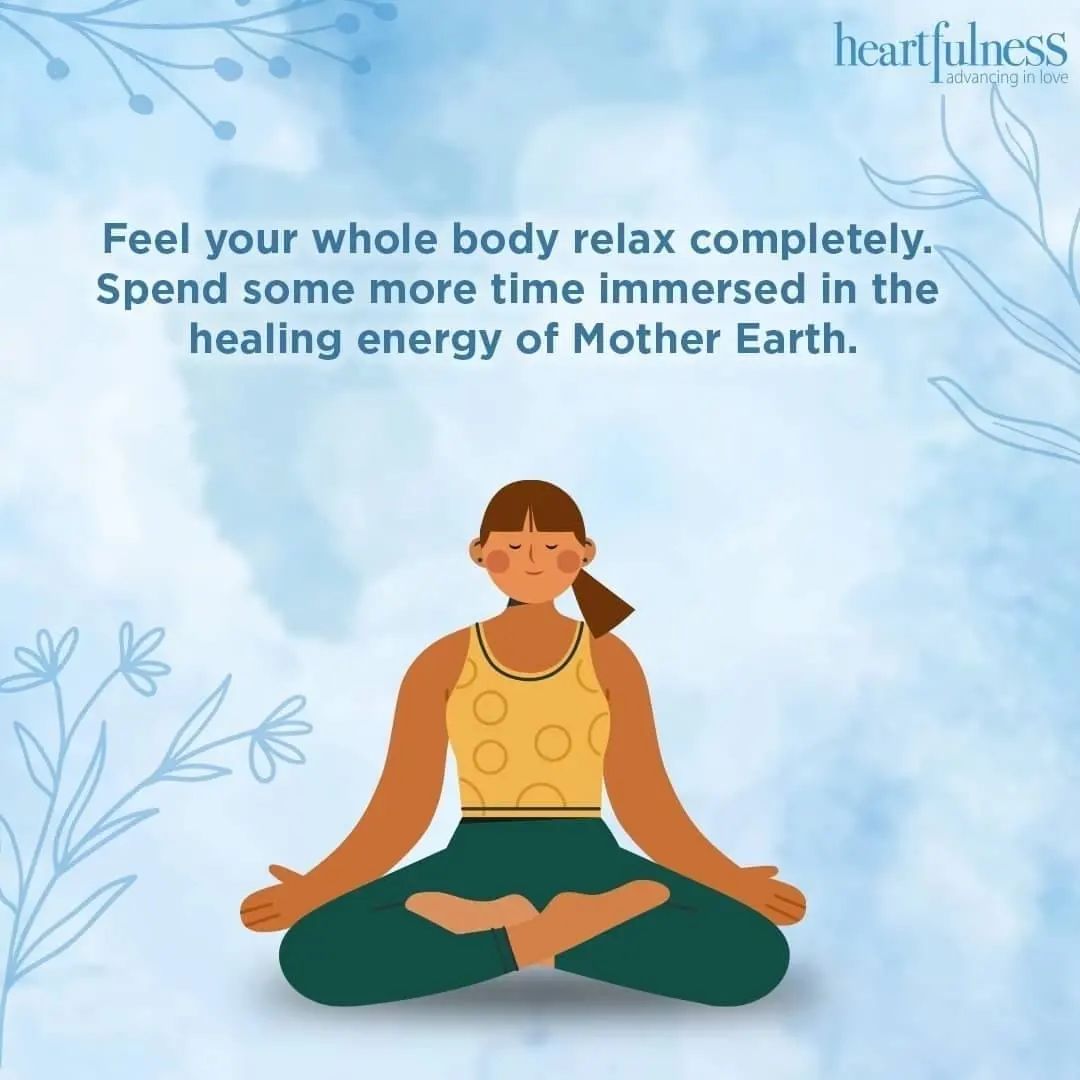 heartfulness
advancing in love
Feel your whole body relax completely.
Spend some more time immersed in the
healing energy of Mother Earth.